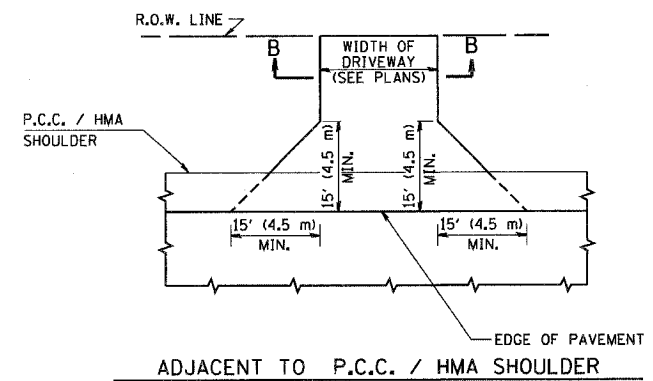 R.O.W. LINE
B
WIDTH OF
DRIVEWAY
(SEE PLANS)
B
P.C.C. / HMA
SHOULDER
15' (4.5 m)
MIN.
15' (4.5 m)
MIN.
15' (4.5 m)
MIN.
15' (4.5 m)
MIN.
EDGE OF PAVEMENT
ADJACENT TO P.C.C. / HMA SHOULDER